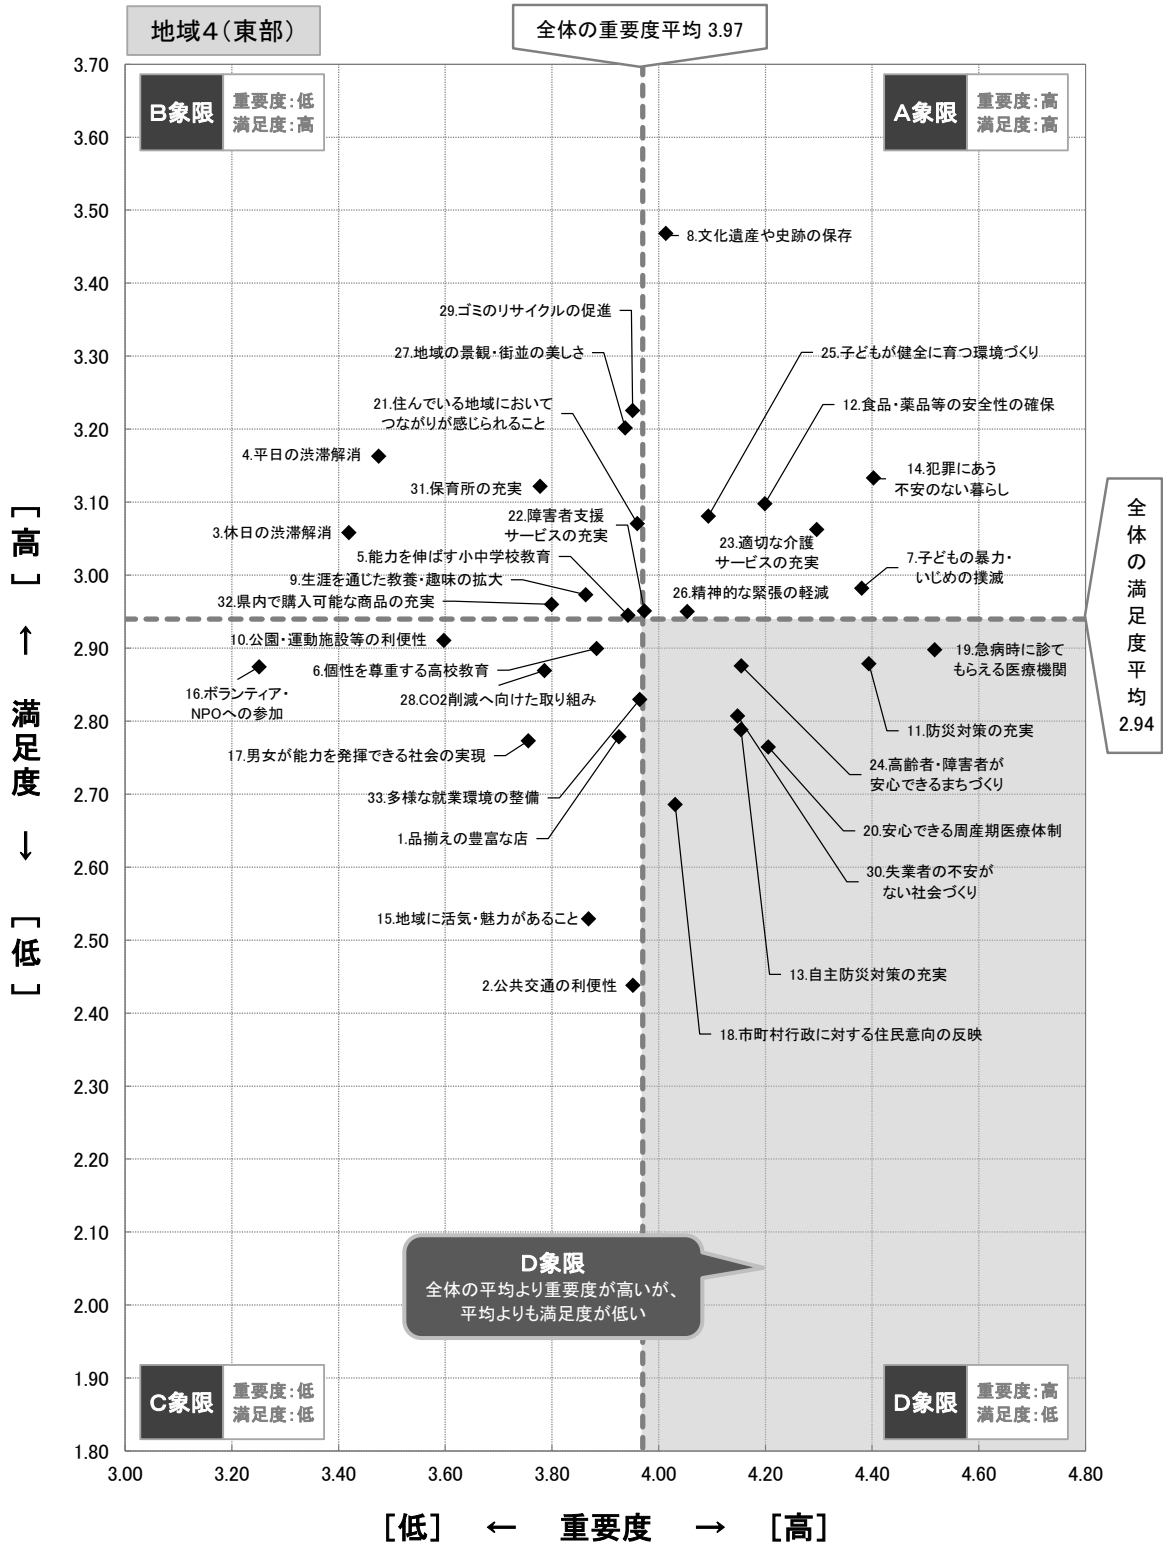 地域4（東部）
全体の重要度平均 3.97
B象限
重要度：低
満足度：高
A象限
重要度：高
満足度：高
3.70
3.60
3.50
3.40
3.30
3.20
3.10
3.00
2.90
2.80
2.70
2.60
2.50
2.40
2.30
2.20
2.10
2.00
1.90
1.80
［高］ ↑ 満足度 ↓ ［低］
8.文化遺産や史跡の保存
29.ゴミのリサイクルの促進
27.地域の景観・街並の美しさ
25.子どもが健全に育つ環境づくり
21.住んでいる地域において
つながりが感じられること
12.食品・薬品等の安全性の確保
4.平日の渋滞解消
14.犯罪にあう
不安のない暮らし
31.保育所の充実
22.障害者支援
サービスの充実
3.休日の渋滞解消
23.適切な介護
サービスの充実
5.能力を伸ばす小中学校教育
7.子どもの暴力・
いじめの撲滅
9.生涯を通じた教養・趣味の拡大
26.精神的な緊張の軽減
32.県内で購入可能な商品の充実
全体の満足度平均
2.94
10.公園・運動施設等の利便性
19.急病時に診て
もらえる医療機関
6.個性を尊重する高校教育
16.ボランティア・
NPOへの参加
28.CO2削減へ向けた取り組み
11.防災対策の充実
17.男女が能力を発揮できる社会の実現
24.高齢者・障害者が
安心できるまちづくり
33.多様な就業環境の整備
20.安心できる周産期医療体制
1.品揃えの豊富な店
30.失業者の不安が
ない社会づくり
15.地域に活気・魅力があること
13.自主防災対策の充実
2.公共交通の利便性
18.市町村行政に対する住民意向の反映
D象限
全体の平均より重要度が高いが、
平均よりも満足度が低い
C象限
重要度：低
満足度：低
D象限
重要度：高
満足度：低
3.00 3.20 3.40 3.60 3.80 4.00 4.20 4.40 4.60 4.80
［低］ ← 重要度 → ［高］